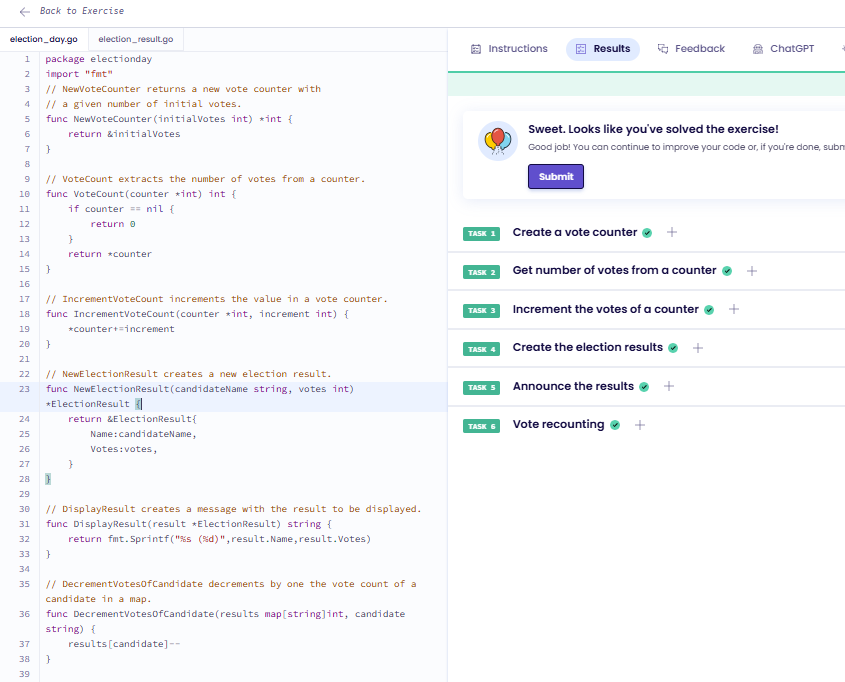 Back to Exercise
election_day.go election_result.go
1 package electionday
2 import "fmt"
3 // NewVoteCounter returns a new vote counter with
4 // a given number of initial votes.
5 func NewVoteCounter(initialVotes int) *int {
6 return &initialVotes
7 }
8
9 // VoteCount extracts the number of votes from a counter.
10 func VoteCount(counter *int) int {
11 if counter == nil {
12 return 0
13 }
14 return *counter
15 }
16
17 // IncrementVoteCount increments the value in a vote counter.
18 func IncrementVoteCount(counter *int, increment int) {
19 *counter+=increment
20 }
21
22 // NewElectionResult creates a new election result.
23 func NewElectionResult(candidateName string, votes int)
*ElectionResult {
24 return &ElectionResult{
25 Name:candidateName,
26 Votes:votes,
27 }
28 }
29
30 // DisplayResult creates a message with the result to be displayed.
31 func DisplayResult(result *ElectionResult) string {
32 return fmt.Sprintf("%s (%d)",result.Name,result.Votes)
33 }
34
35 // DecrementVotesOfCandidate decrements by one the vote count of a
candidate in a map.
36 func DecrementVotesOfCandidate(results map[string]int, candidate
string) {
37 results[candidate]--
38 }
39
Instructions Results Feedback ChatGPT
Sweet. Looks like you've solved the exercise!
Good job! You can continue to improve your code or, if you're done, subm
Submit
TASK 1 Create a vote counter
TASK 2 Get number of votes from a counter
TASK 3 Increment the votes of a counter
TASK 4 Create the election results
TASK 5 Announce the results
TASK 6 Vote recounting